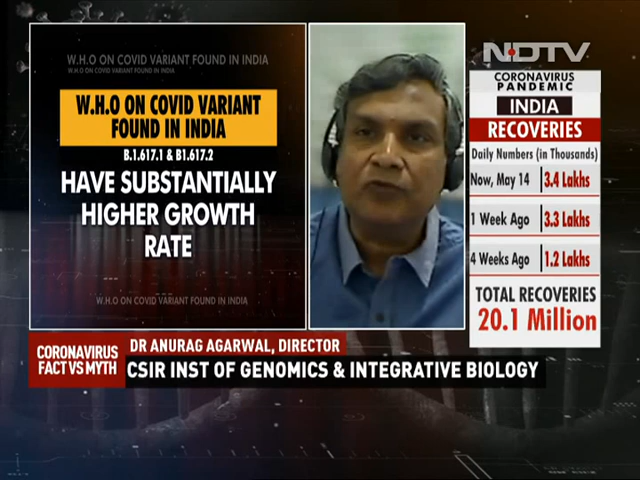 W.H.O ON COVID VARIANT FOUND IN INDIA
W.H.O ON COVID VARIANT FOUND IN INDIA
W.H.O ON COVID VARIANT
FOUND IN INDIA
B.1.617.1 & B1.617.2
HAVE SUBSTANTIALLY
HIGHER GROWTH
RATE
W.H.O ON COVID VARIANT FOUND IN INDIA
NDTV
CORONAVIRUS
PANDEMIC
INDIA
RECOVERIES
Daily Numbers (in Thousands)
Now, May 14 3.4 Lakhs
1 Week Ago 3.3 Lakhs
4 Weeks Ago 1.2 Lakhs
TOTAL RECOVERIES
20.1 Million
CORONAVIRUS
FACT VS MYTH
DR ANURAG AGARWAL, DIRECTOR
CSIR INST OF GENOMICS & INTEGRATIVE BIOLOGY